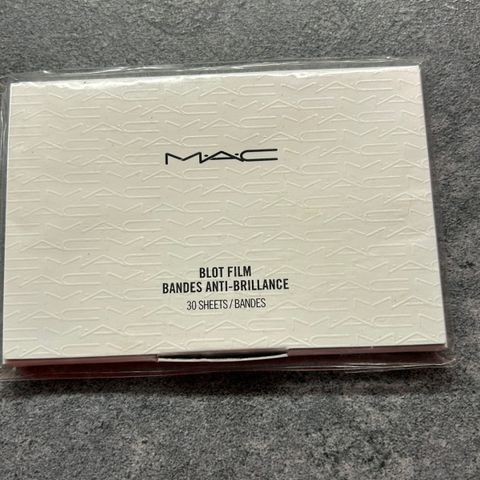 M·A·C
BLOT FILM
BANDES ANTI-BRILLANCE
30 SHEETS/BANDES